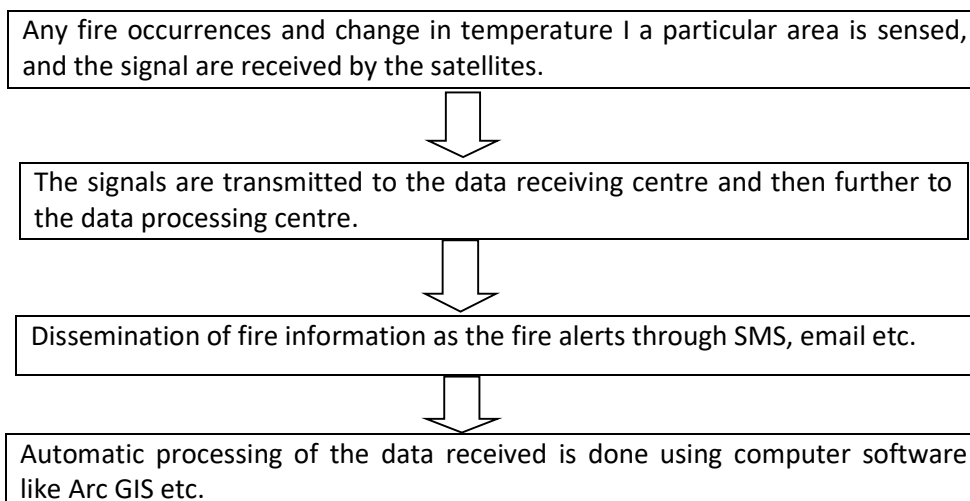 Any fire occurrences and change in temperature I a particular area is sensed,
and the signal are received by the satellites.
The signals are transmitted to the data receiving centre and then further to
the data processing centre.
Dissemination of fire information as the fire alerts through SMS, email etc.
Automatic processing of the data received is done using computer software
like Arc GIS etc.